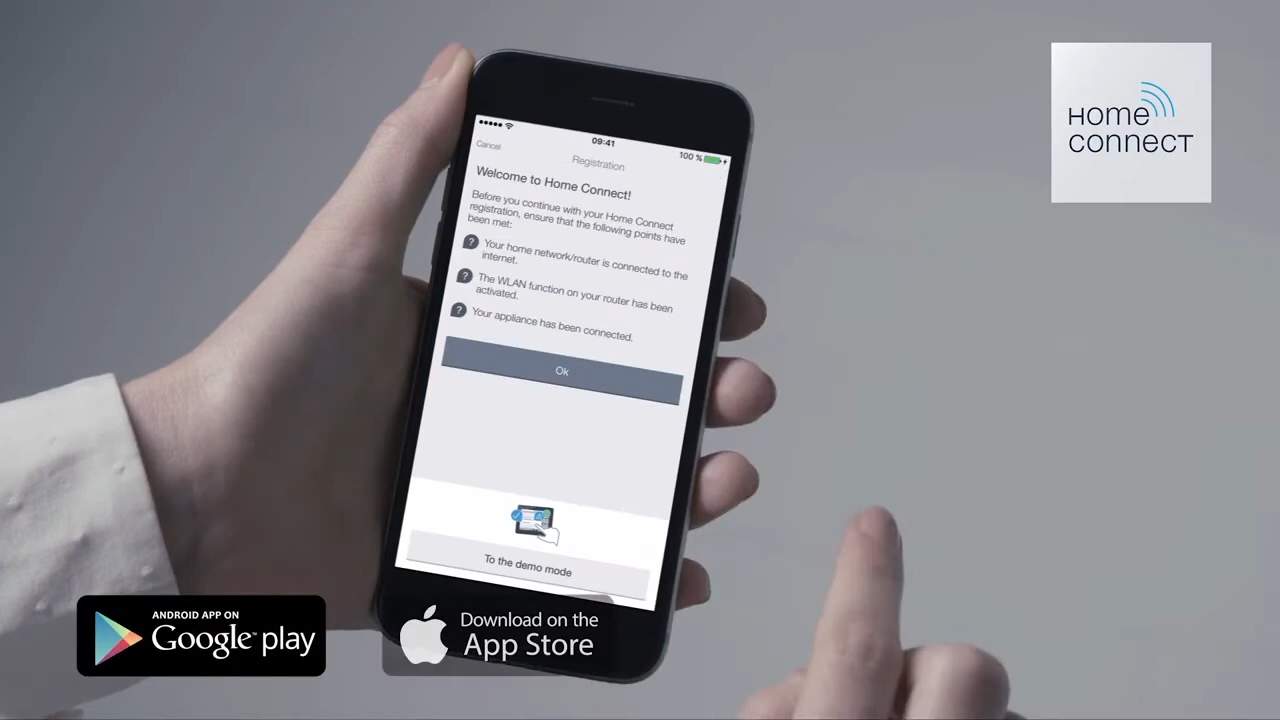 09:41
100 %
Cancel
Registration
Welcome to Home Connect!
Before you continue with your Home Connect
registration, ensure that the following points have
been met:
? Your home network/router is connected to the
internet.
? The WLAN function on your router has been
activated.
? Your appliance has been connected.
Ok
To the demo mode
HOME
CONNECT
ANDROID APP ON
Google play
Download on the
App Store